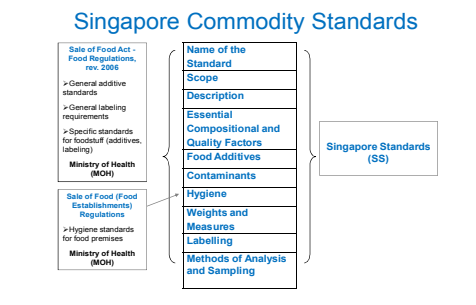 Singapore Commodity Standards
Sale of Food Act -
Food Regulations,
rev. 2006
➢General additive
standards
➢General labeling
requirements
➢Specific standards
for foodstuff (additives,
labeling)
Ministry of Health
(MOH)
Sale of Food (Food
Establishments)
Regulations
➢Hygiene standards
for food premises
Ministry of Health
(MOH)
Name of the
Standard
Scope
Description
Essential
Compositional and
Quality Factors
Food Additives
Contaminants
Hygiene
Weights and
Measures
Labelling
Methods of Analysis
and Sampling
Singapore Standards
(SS)